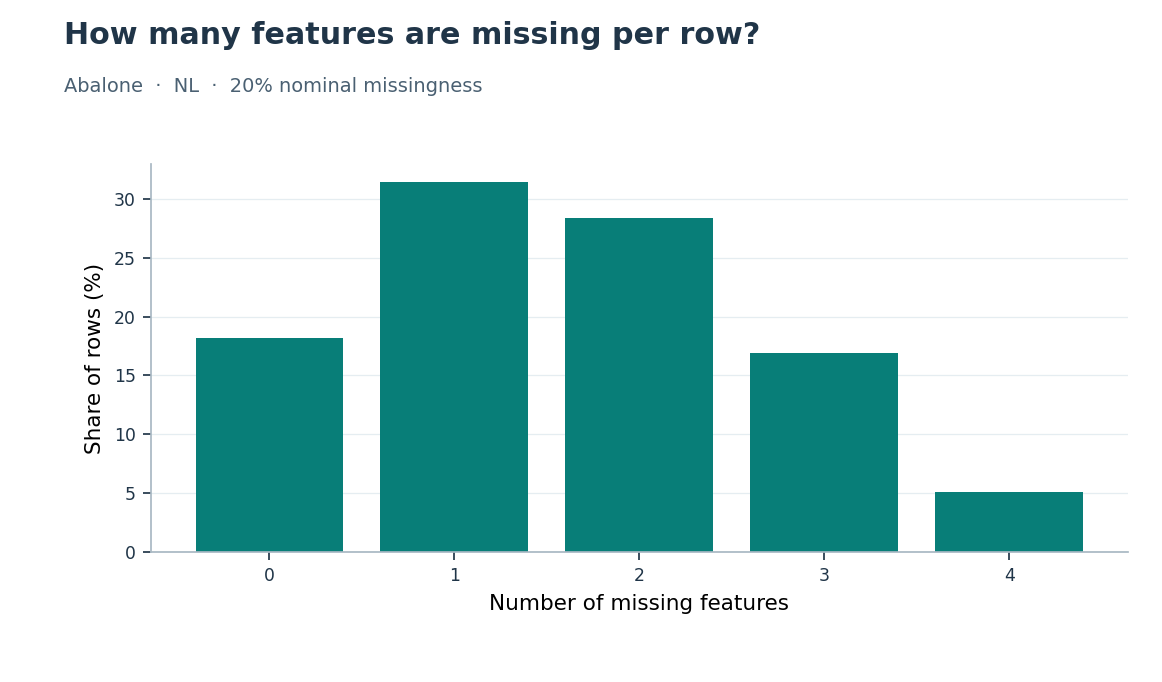 How many features are missing per row?
Abalone · NL · 20% nominal missingness
Share of rows (%)
30
25
20
15
10
5
0
0 1 2 3 4
Number of missing features